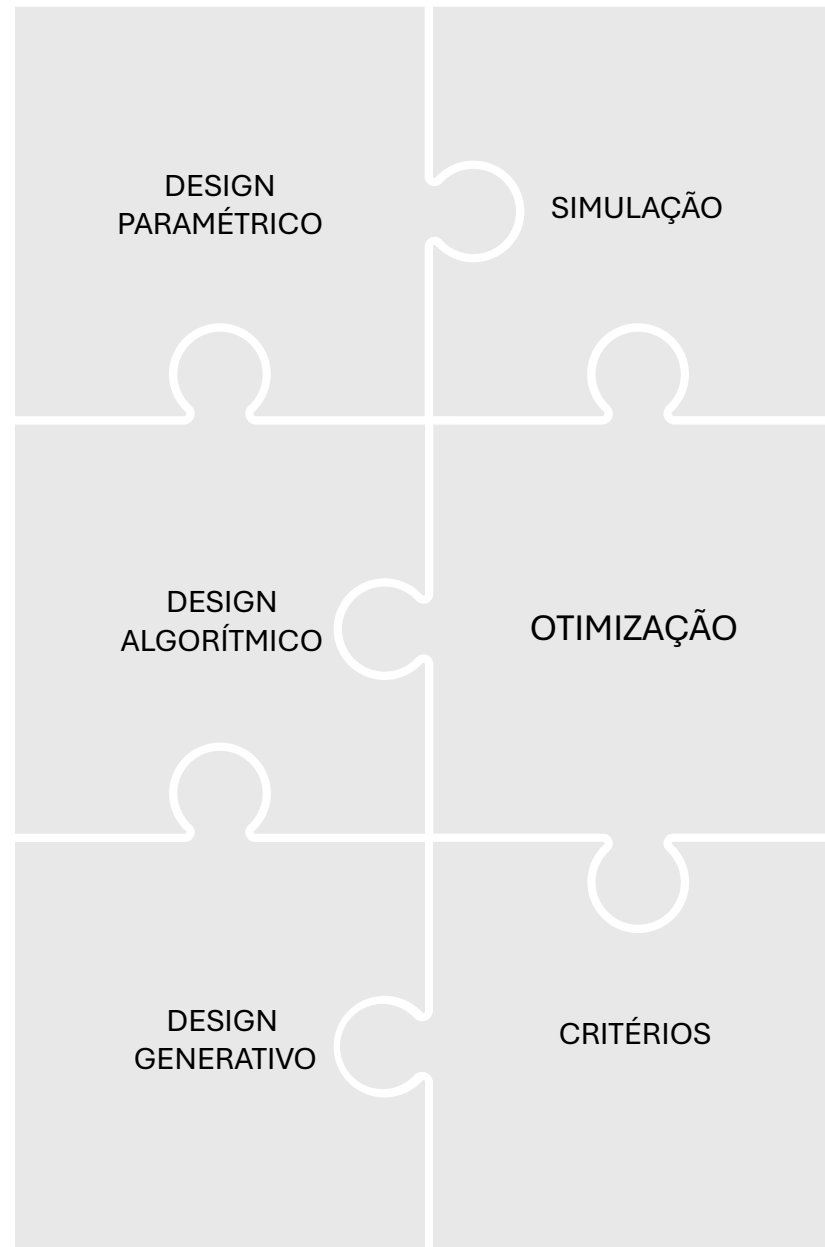 DESIGN
PARAMÉTRICO
SIMULAÇÃO
DESIGN
ALGORÍTMICO
OTIMIZAÇÃO
DESIGN
GENERATIVO
CRITÉRIOS